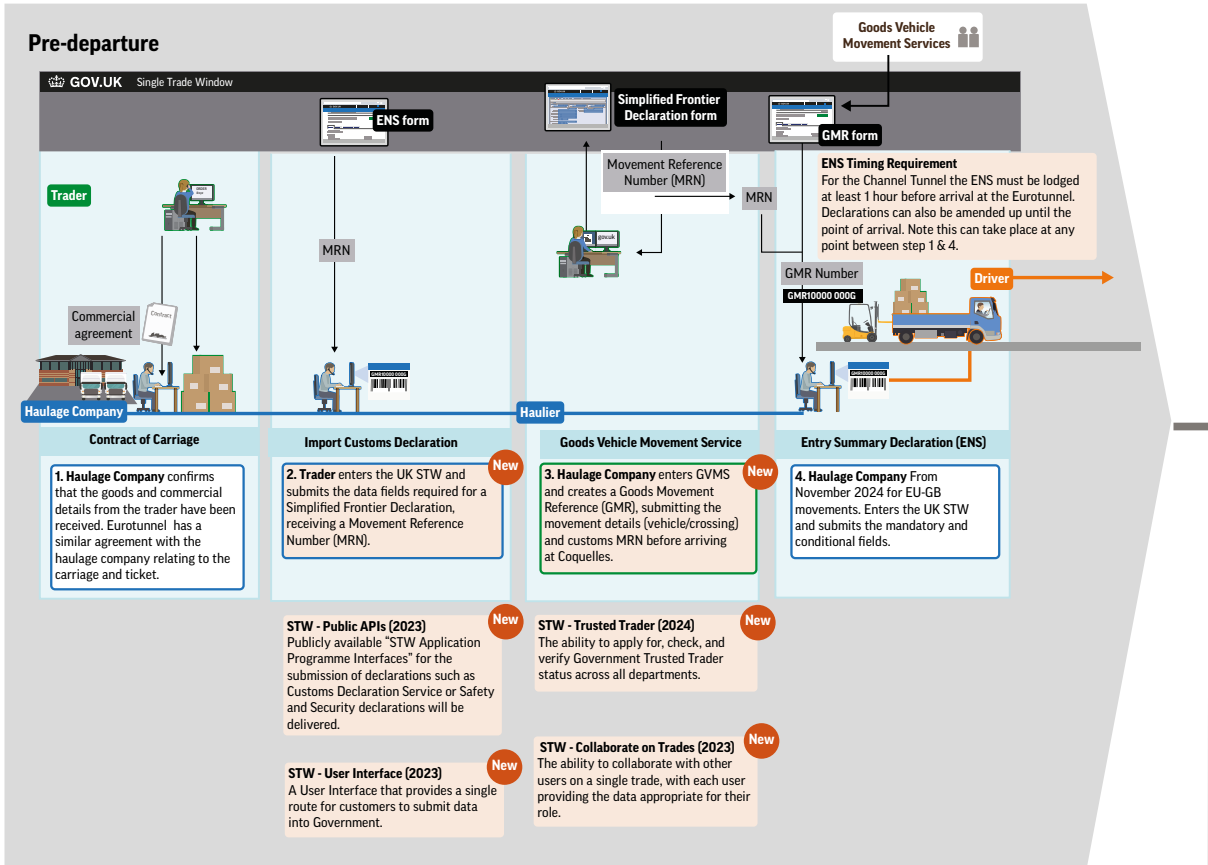 Pre-departure
Goods Vehicle
Movement Services
GOV.UK Single Trade Window
ENS form
Simplified Frontier
Declaration form
GMR form
Trader
Movement Reference
Number (MRN)
MRN
MRN
ENS Timing Requirement
For the Channel Tunnel the ENS must be lodged
at least 1 hour before arrival at the Eurotunnel.
Declarations can also be amended up until the
point of arrival. Note this can take place at any
point between step 1 & 4.
gov.uk
GMR Number
GMR10000 000G
Driver
Commercial
agreement
Contract
GMR10000 000G
GMR10000 000G
Haulage Company
Haulier
Contract of Carriage
Import Customs Declaration
Goods Vehicle Movement Service
Entry Summary Declaration (ENS)
1. Haulage Company confirms
that the goods and commercial
details from the trader have been
received. Eurotunnel has a
similar agreement with the
haulage company relating to the
carriage and ticket.
New
2. Trader enters the UK STW and
submits the data fields required for a
Simplified Frontier Declaration,
receiving a Movement Reference
Number (MRN).
New
3. Haulage Company enters GVMS
and creates a Goods Movement
Reference (GMR), submitting the
movement details (vehicle/crossing)
and customs MRN before arriving
at Coquelles.
4. Haulage Company From
November 2024 for EU-GB
movements. Enters the UK STW
and submits the mandatory and
conditional fields.
New
STW - Public APIs (2023)
Publicly available “STW Application
Programme Interfaces” for the
submission of declarations such as
Customs Declaration Service or Safety
and Security declarations will be
delivered.
New
STW - Trusted Trader (2024)
The ability to apply for, check, and
verify Government Trusted Trader
status across all departments.
New
STW - User Interface (2023)
A User Interface that provides a single
route for customers to submit data
into Government.
New
STW - Collaborate on Trades (2023)
The ability to collaborate with other
users on a single trade, with each user
providing the data appropriate for their
role.